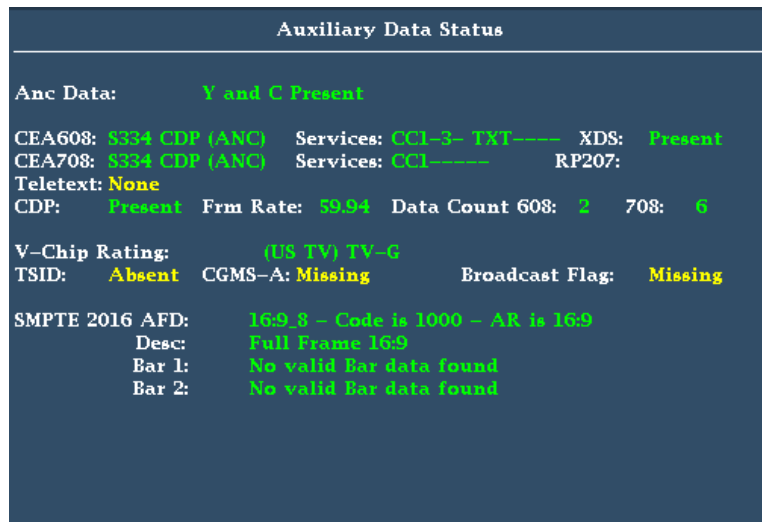 Auxiliary Data Status
Anc Data: Y and C Present
CEA608: S334 CDP (ANC) Services: CC1-3- TXT---- XDS: Present
CEA708: S334 CDP (ANC) Services: CC1----- RP207:
Teletext: None
CDP: Present Frm Rate: 59.94 Data Count 608: 2 708: 6
V-Chip Rating: (US TV) TV-G
TSID: Absent CGMS-A: Missing Broadcast Flag: Missing
SMPTE 2016 AFD: 16:9_8 - Code is 1000 - AR is 16:9
Desc: Full Frame 16:9
Bar 1: No valid Bar data found
Bar 2: No valid Bar data found